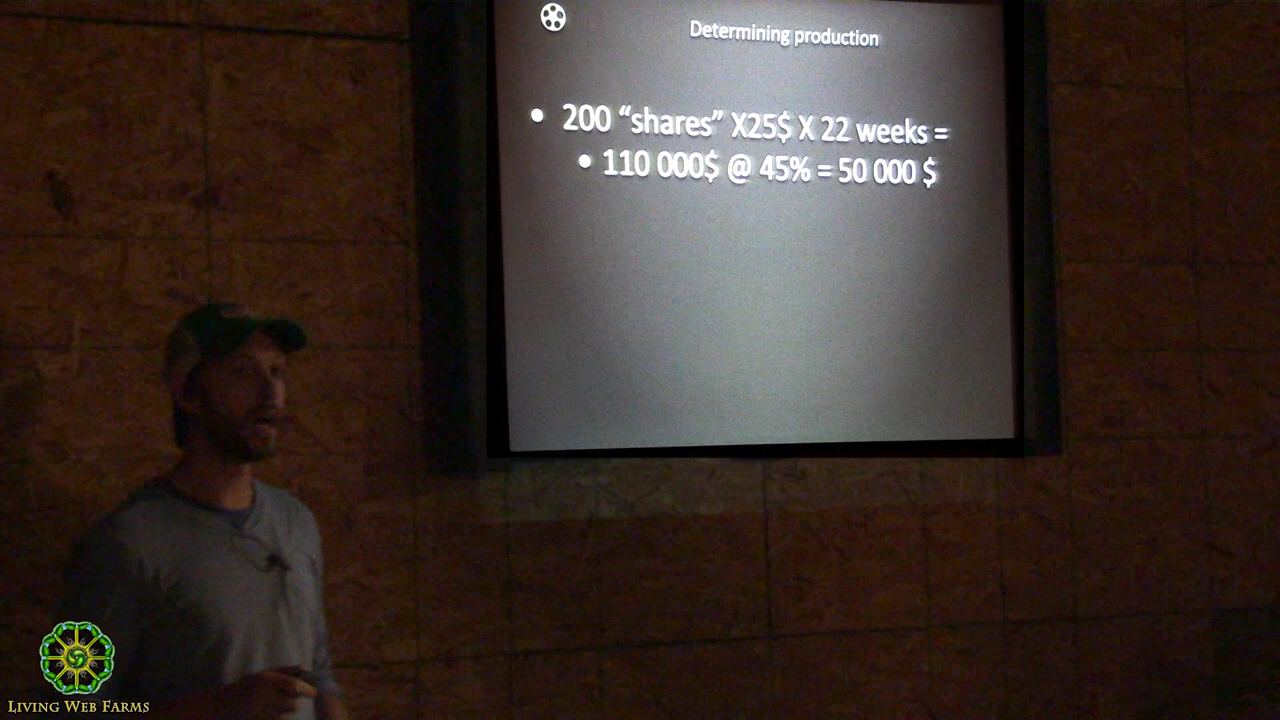 Determining production
• 200 “shares” X25$ X 22 weeks =
• 110 000$ @ 45% = 50 000 $
LIVING WEB FARMS